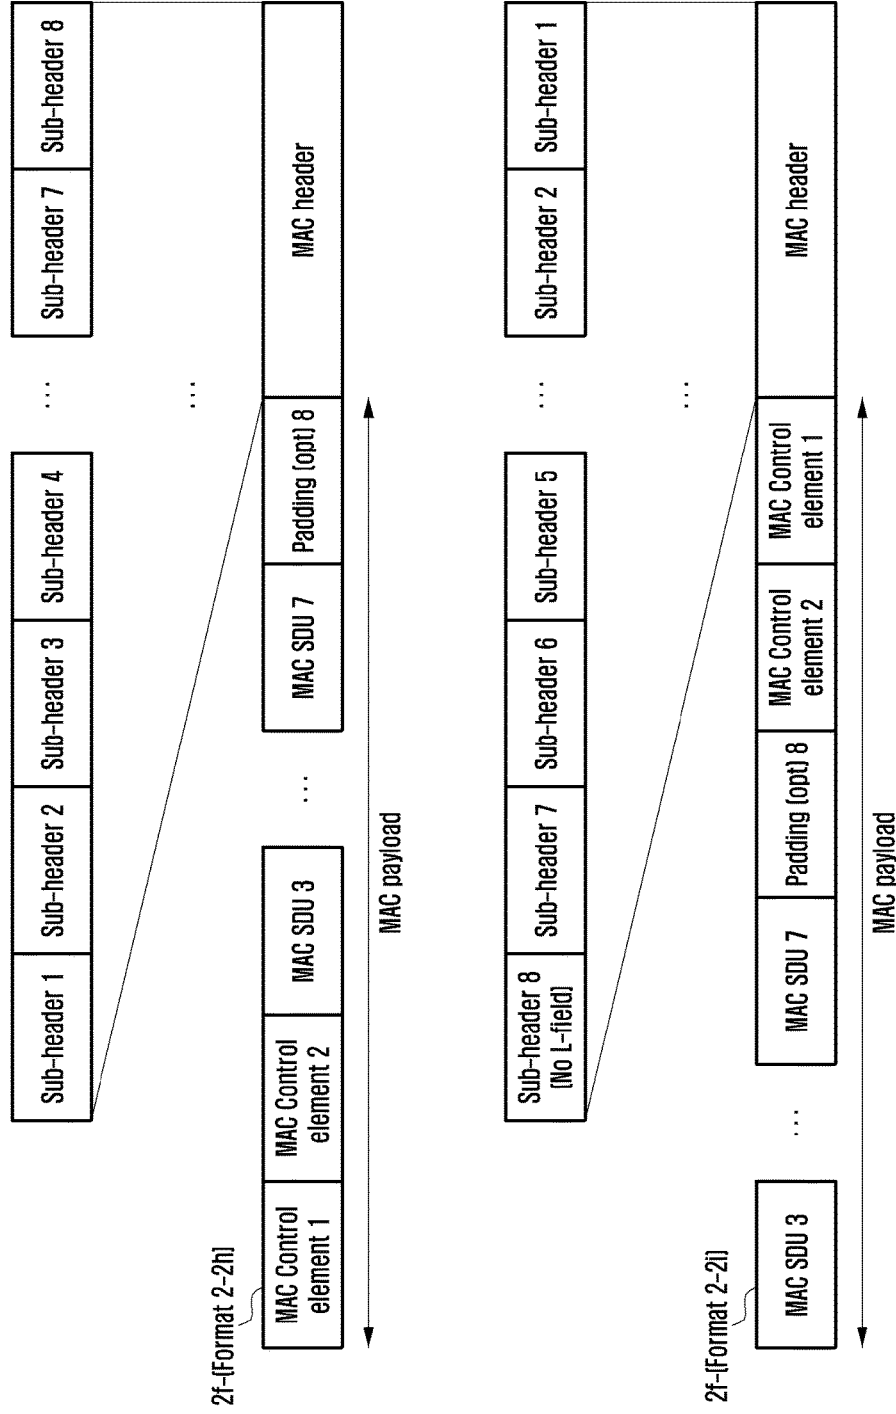 Sub-header 1
Sub-header 2
Sub-header 3
Sub-header 4
...
Sub-header 7
Sub-header 8
...
2f-(Format 2-2h)
MAC Control
element 1
MAC Control
element 2
MAC SDU 3
...
MAC SDU 7
Padding (opt) 8
MAC header
MAC payload
Sub-header 8
(No L-field)
Sub-header 7
Sub-header 6
Sub-header 5
...
Sub-header 2
Sub-header 1
...
2f-(Format 2-2i)
MAC SDU 3
...
MAC SDU 7
Padding (opt) 8
MAC Control
element 2
MAC Control
element 1
MAC header
MAC payload